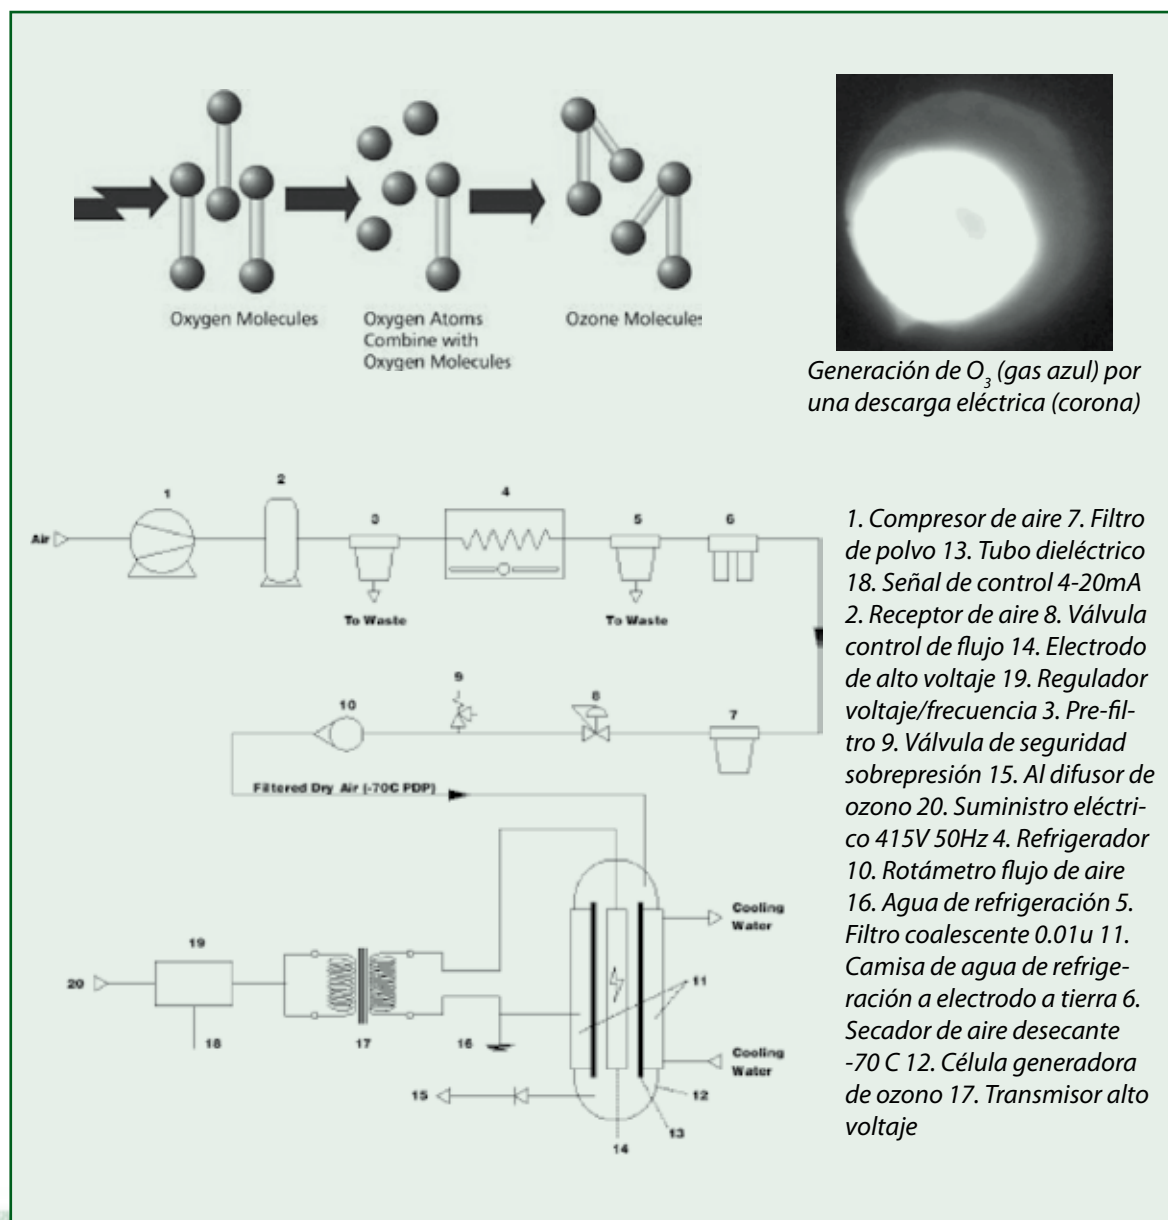 Oxygen Molecules
Oxygen Atoms
Combine with
Oxygen Molecules
Ozone Molecules
Generación de O₃ (gas azul) por
una descarga eléctrica (corona)
1
2
3
4
5
6
Air
To Waste
To Waste
9
8
10
7
Filtered Dry Air (-70C PDP)
Cooling
Water
19
20
11
18
17
16
Cooling
Water
15
12
13
14
1. Compresor de aire 7. Filtro
de polvo 13. Tubo dieléctrico
18. Señal de control 4-20mA
2. Receptor de aire 8. Válvula
control de flujo 14. Electrodo
de alto voltaje 19. Regulador
voltaje/frecuencia 3. Pre-fil-
tro 9. Válvula de seguridad
sobrepresión 15. Al difusor de
ozono 20. Suministro eléctri-
co 415V 50Hz 4. Refrigerador
10. Rotámetro flujo de aire
16. Agua de refrigeración 5.
Filtro coalescente 0.01u 11.
Camisa de agua de refrige-
ración a electrodo a tierra 6.
Secador de aire desecante
-70 C 12. Célula generadora
de ozono 17. Transmisor alto
voltaje